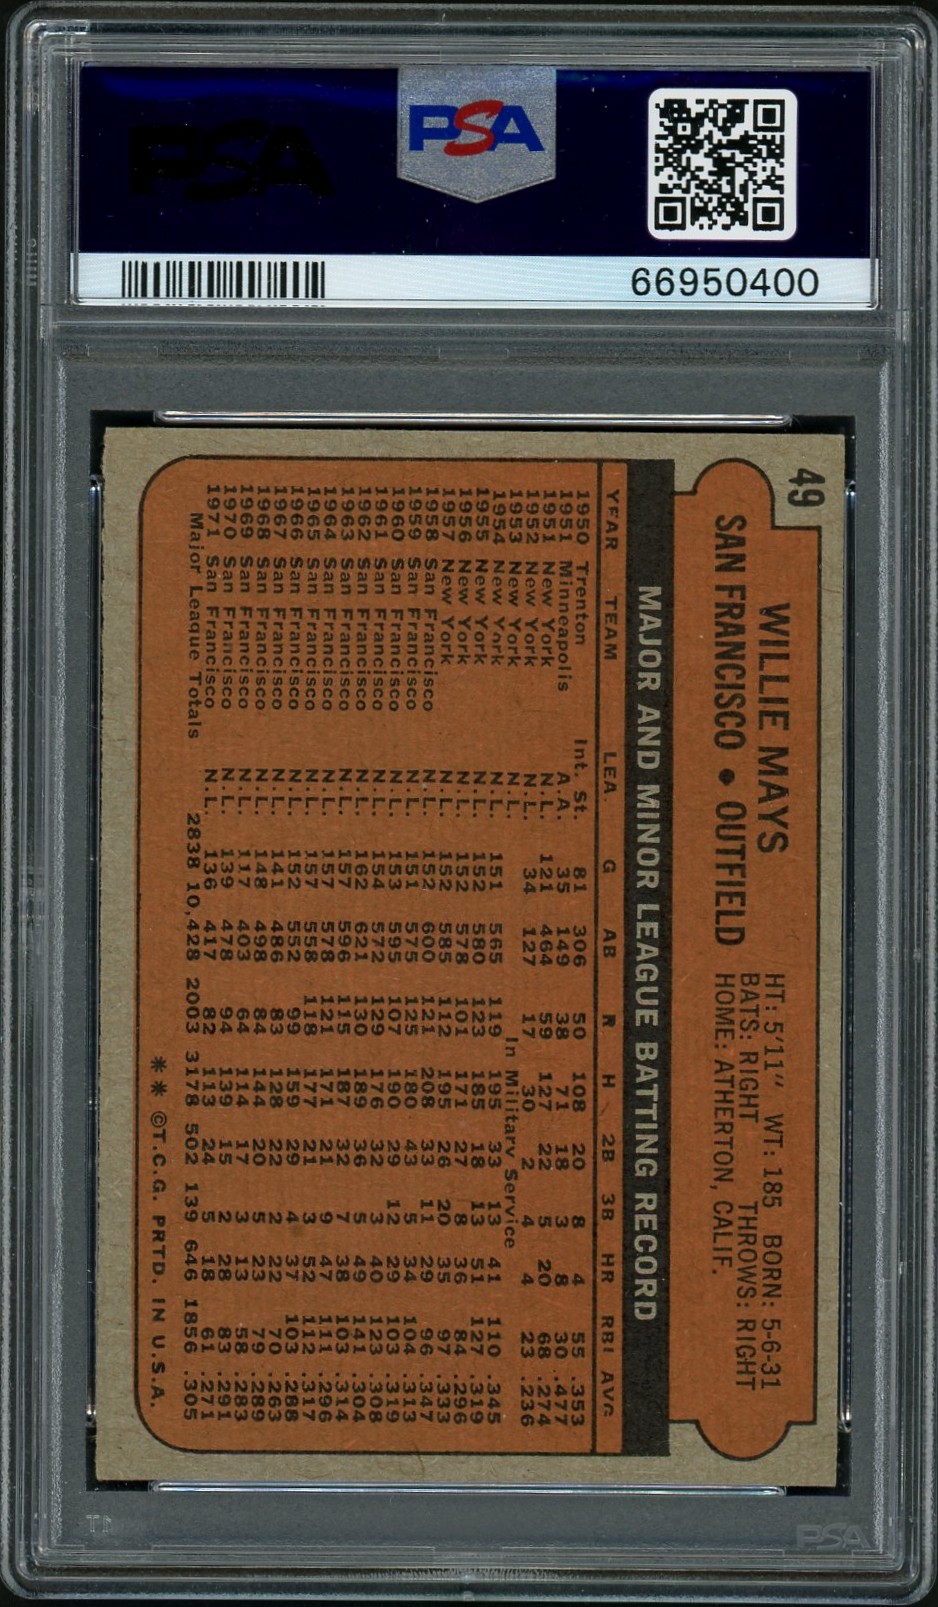 PSA
PSA
66950400
49
WILLIE MAYS
SAN FRANCISCO • OUTFIELD
HT: 5'11" WT: 185 BORN: 5-6-31
BATS: RIGHT THROWS: RIGHT
HOME: ATHERTON, CALIF.
MAJOR AND MINOR LEAGUE BATTING RECORD
YEAR TEAM LEA G AB R H 2B 3B HR RBI AVG
1950 Trenton Int. St. 81 306 50 108 20 8 4 55 .353
1951 Minneapolis A.A. 35 149 38 71 18 3 8 30 .477
1951 New York N.L. 121 464 59 127 22 5 20 68 .274
1952 New York N.L. 34 127 17 30 2 4 4 23 .236
1953 New York N.L. In Military Service
1954 New York N.L. 151 565 119 195 33 13 41 110 .345
1955 New York N.L. 152 580 123 185 18 13 51 127 .319
1956 New York N.L. 152 578 101 171 27 8 36 84 .296
1957 New York N.L. 152 585 112 195 26 20 35 97 .333
1958 San Francisco N.L. 152 600 121 208 33 11 29 96 .347
1959 San Francisco N.L. 151 575 125 180 43 5 34 104 .313
1960 San Francisco N.L. 153 595 107 190 29 12 29 103 .319
1961 San Francisco N.L. 154 572 129 176 32 3 40 123 .308
1962 San Francisco N.L. 162 621 130 189 36 5 49 141 .304
1963 San Francisco N.L. 157 596 115 187 32 7 38 103 .314
1964 San Francisco N.L. 157 578 121 171 21 9 47 111 .296
1965 San Francisco N.L. 157 558 118 177 21 3 52 112 .317
1966 San Francisco N.L. 152 552 99 159 29 4 37 103 .288
1967 San Francisco N.L. 141 486 83 128 22 2 22 70 .263
1968 San Francisco N.L. 148 498 84 144 20 5 23 79 .289
1969 San Francisco N.L. 117 403 64 114 17 3 13 58 .283
1970 San Francisco N.L. 139 478 94 139 15 2 28 83 .291
1971 San Francisco N.L. 136 417 82 113 24 5 18 61 .271
Major League Totals 2838 10,428 2003 3178 502 139 646 1856 .305
** ©T.C.G. PRTD. IN U.S.A.
PSA